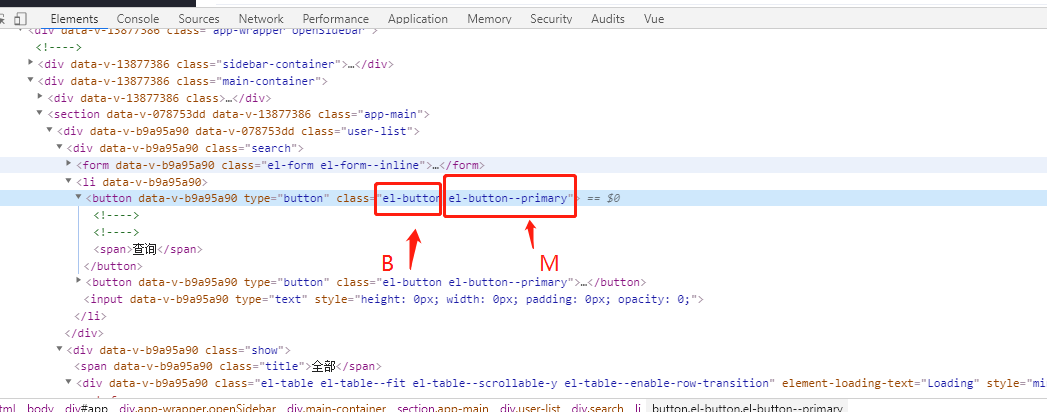 Elements Console Sources Network Performance Application Memory Security Audits Vue
<div data-v-13877386 class="app-wrapper openSidebar">
<!---->
<div data-v-13877386 class="sidebar-container">…</div>
<div data-v-13877386 class="main-container">
<div data-v-13877386 class>…</div>
<section data-v-078753dd data-v-13877386 class="app-main">
<div data-v-b9a95a90 data-v-078753dd class="user-list">
<div data-v-b9a95a90 class="search">
<form data-v-b9a95a90 class="el-form el-form--inline">…</form>
<li data-v-b9a95a90>
<button data-v-b9a95a90 type="button" class="el-button el-button--primary"> == $0
<!---->
<!---->
<span>查询</span>
</button>
B M
<button data-v-b9a95a90 type="button" class="el-button el-button--primary">…</button>
<input data-v-b9a95a90 type="text" style="height: 0px; width: 0px; padding: 0px; opacity: 0;">
</li>
</div>
<div data-v-b9a95a90 class="show">
<span data-v-b9a95a90 class="title">全部</span>
<div data-v-b9a95a90 class="el-table el-table--fit el-table--scrollable-y el-table--enable-row-transition" element-loading-text="Loading" style="mi
tml body div#app div.app-wrapper.openSidebar div.main-container section.app-main div.user-list div.search li button.el-button.el-button--primary